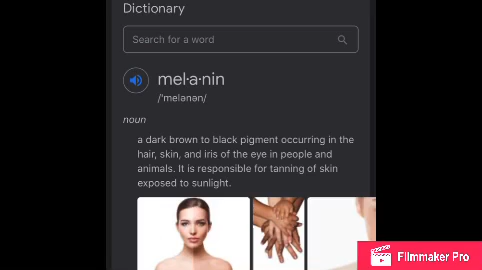 Dictionary
Search for a word
mel·a·nin
/ˈmelənən/
noun
a dark brown to black pigment occurring in the
hair, skin, and iris of the eye in people and
animals. It is responsible for tanning of skin
exposed to sunlight.
Filmmaker Pro